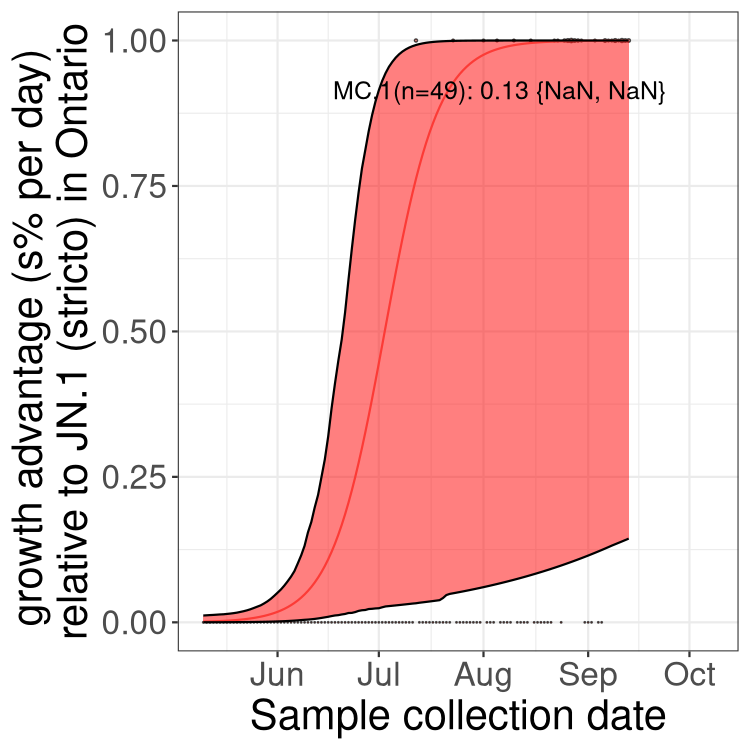 growth advantage (s% per day)
relative to JN.1 (stricto) in Ontario
1.00
0.75
0.50
0.25
0.00
MC.1(n=49): 0.13 {NaN, NaN}
Jun Jul Aug Sep Oct
Sample collection date